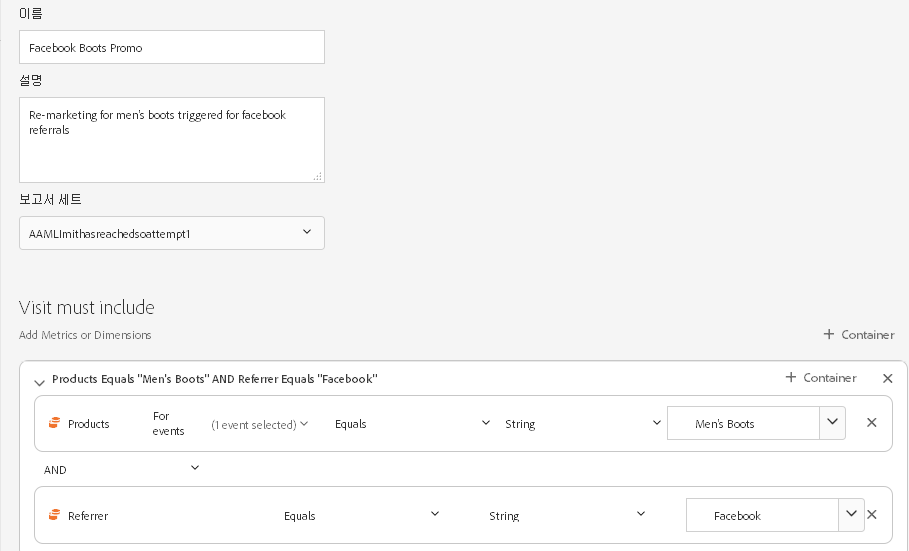 이름
Facebook Boots Promo
설명
Re-marketing for men's boots triggered for facebook
referrals
보고서 세트
AAMLImithasreachedsoattempt1
Visit must include
Add Metrics or Dimensions
+ Container
Products Equals "Men's Boots" AND Referrer Equals "Facebook"
+ Container
Products
For
events
(1 event selected)
Equals
String
Men's Boots
AND
Referrer
Equals
String
Facebook